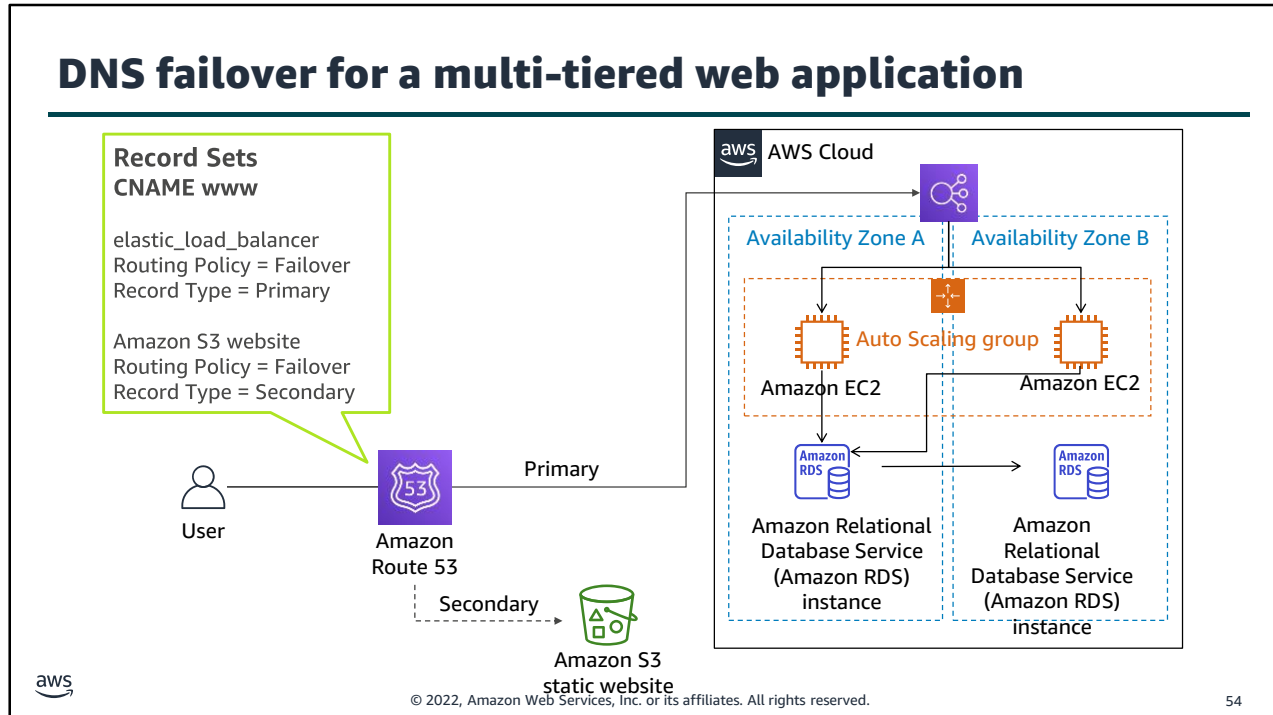 DNS failover for a multi-tiered web application
Record Sets
CNAME www
elastic_load_balancer
Routing Policy = Failover
Record Type = Primary
Amazon S3 website
Routing Policy = Failover
Record Type = Secondary
User
53
Amazon
Route 53
Primary
Secondary
Amazon S3
static website
aws
AWS Cloud
Availability Zone A
Availability Zone B
Auto Scaling group
Amazon EC2
Amazon EC2
Amazon
RDS
Amazon
RDS
Amazon Relational
Database Service
(Amazon RDS)
instance
Amazon
Relational
Database Service
(Amazon RDS)
instance
aws
© 2022, Amazon Web Services, Inc. or its affiliates. All rights reserved.
54